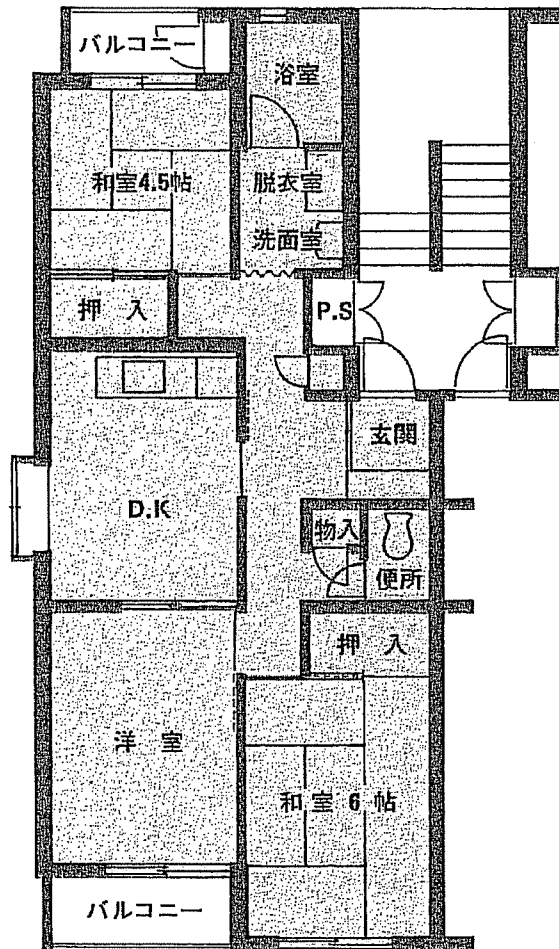 バルコニー
浴室
和室4.5帖
脱衣室
洗面室
押 入
P.S
玄関
D.K
物入
便所
押 入
洋 室
和室 6 帖
バルコニー